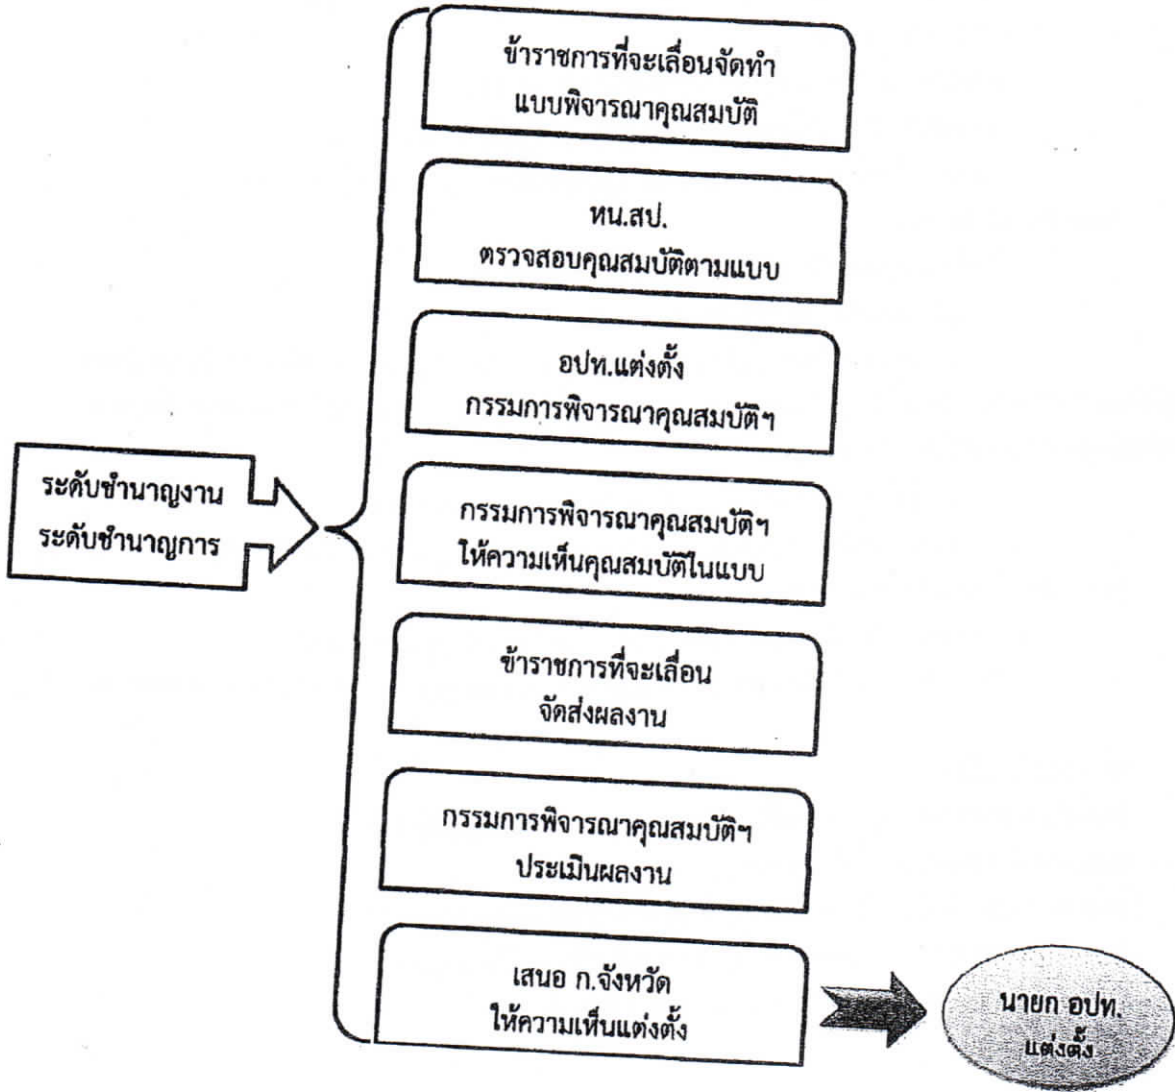 ข้าราชการที่จะเลื่อนจัดทำ
แบบพิจารณาคุณสมบัติ
หน.สป.
ตรวจสอบคุณสมบัติตามแบบ
อปท.แต่งตั้ง
กรรมการพิจารณาคุณสมบัติฯ
ระดับชำนาญงาน
ระดับชำนาญการ
กรรมการพิจารณาคุณสมบัติฯ
ให้ความเห็นคุณสมบัติในแบบ
ข้าราชการที่จะเลื่อน
จัดส่งผลงาน
กรรมการพิจารณาคุณสมบัติฯ
ประเมินผลงาน
เสนอ ก.จังหวัด
ให้ความเห็นแต่งตั้ง
นายก อปท.
แต่งตั้ง